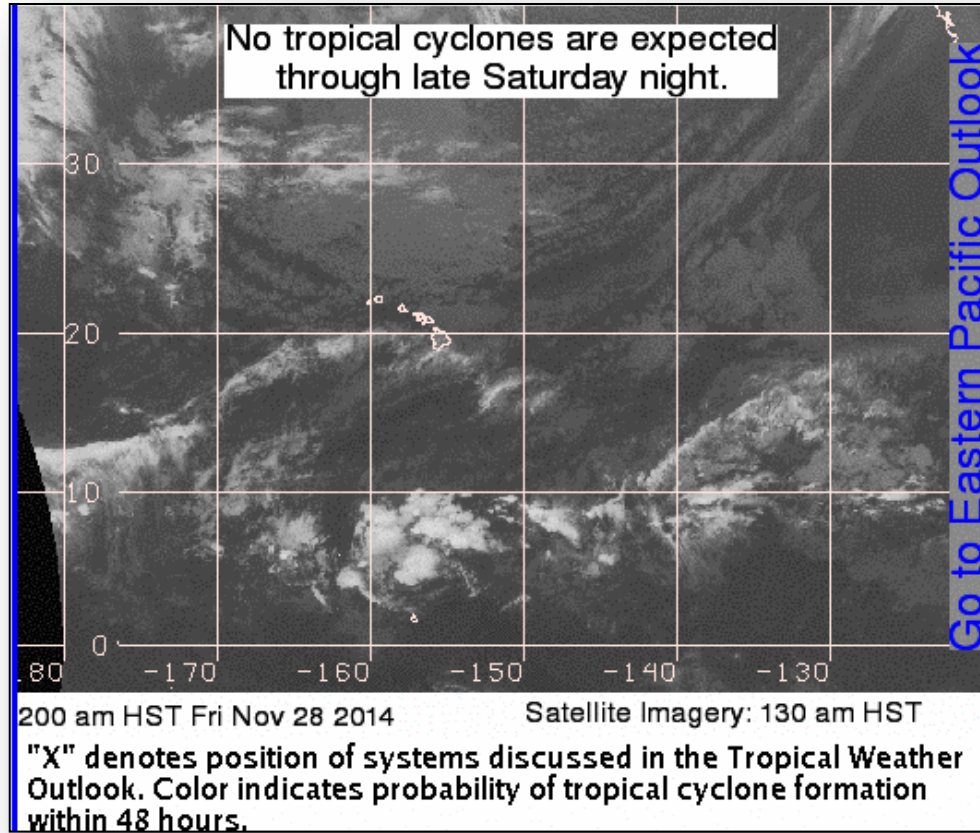 No tropical cyclones are expected
through late Saturday night.
30
20
10
0
180 -170 -160 -150 -140 -130
Go to Eastern Pacific Outlook
200 am HST Fri Nov 28 2014 Satellite Imagery: 130 am HST
"X" denotes position of systems discussed in the Tropical Weather
Outlook. Color indicates probability of tropical cyclone formation
within 48 hours.